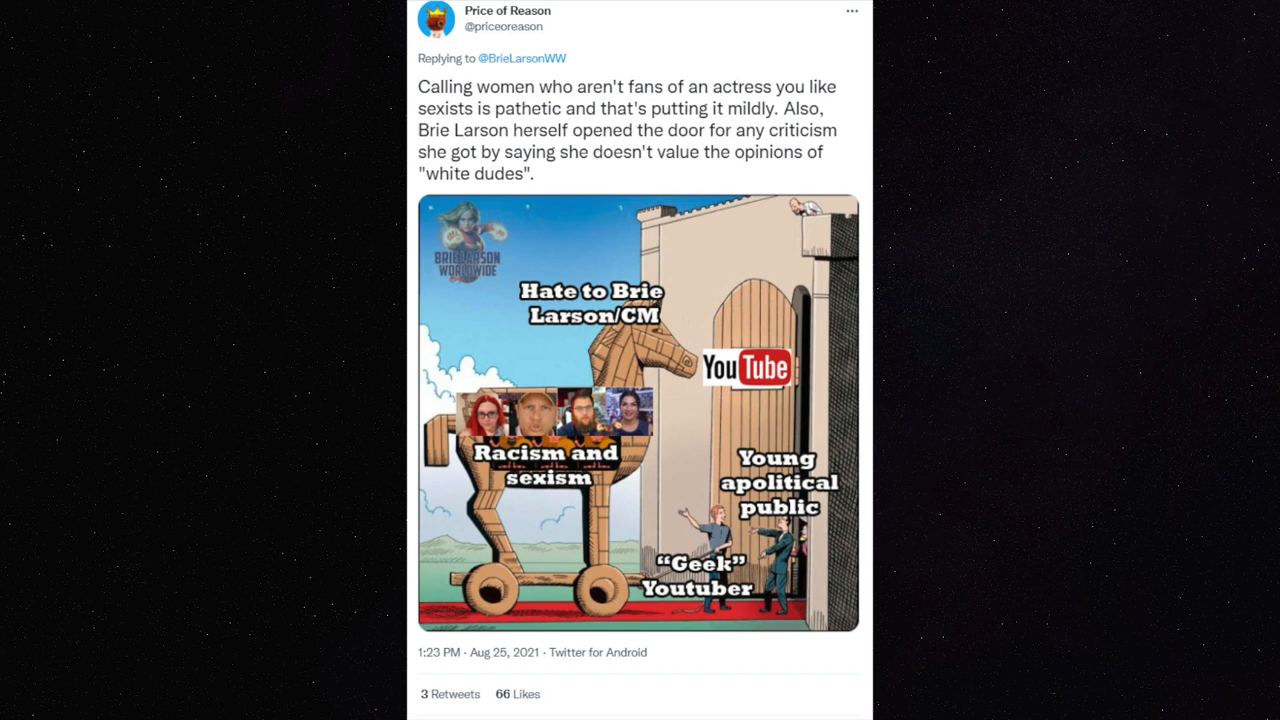 Price of Reason
@priceoreason
Replying to @BrieLarsonWW
Calling women who aren't fans of an actress you like
sexists is pathetic and that's putting it mildly. Also,
Brie Larson herself opened the door for any criticism
she got by saying she doesn't value the opinions of
"white dudes".
BRIE LARSON
WORLDWIDE
Hate to Brie
Larson/CM
YouTube
Racism and
sexism
Young
apolitical
public
“Geek”
Youtuber
1:23 PM · Aug 25, 2021 · Twitter for Android
3 Retweets 66 Likes